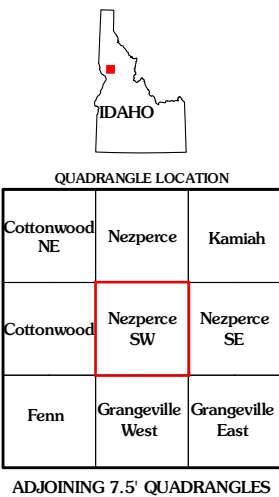 IDAHO
QUADRANGLE LOCATION
Cottonwood
NE
Nezperce
Kamiah
Cottonwood
Nezperce
SW
Nezperce
SE
Fenn
Grangeville
West
Grangeville
East
ADJOINING 7.5' QUADRANGLES